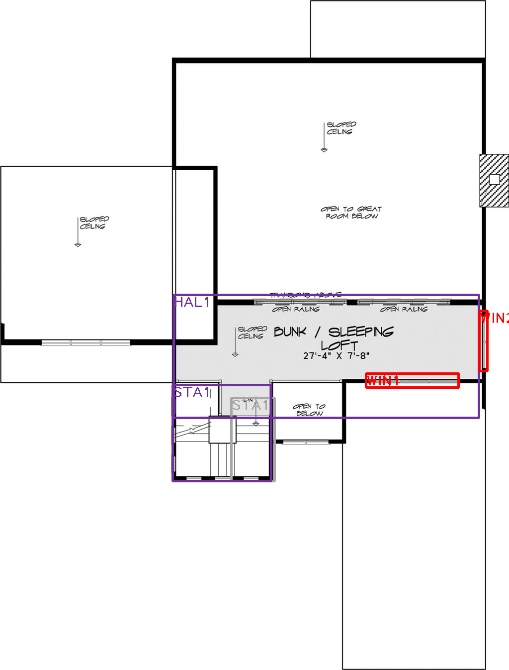 SLOPED
CEILING
OPEN TO GREAT
ROOM BELOW
SLOPED
CEILING
HAL1
OPEN RAILING
OPEN RAILING
WIN2
SLOPED
CEILING
BUNK / SLEEPING
LOFT
27'-4" X 7'-8"
WIN1
STA1
STA1
OPEN TO
BELOW